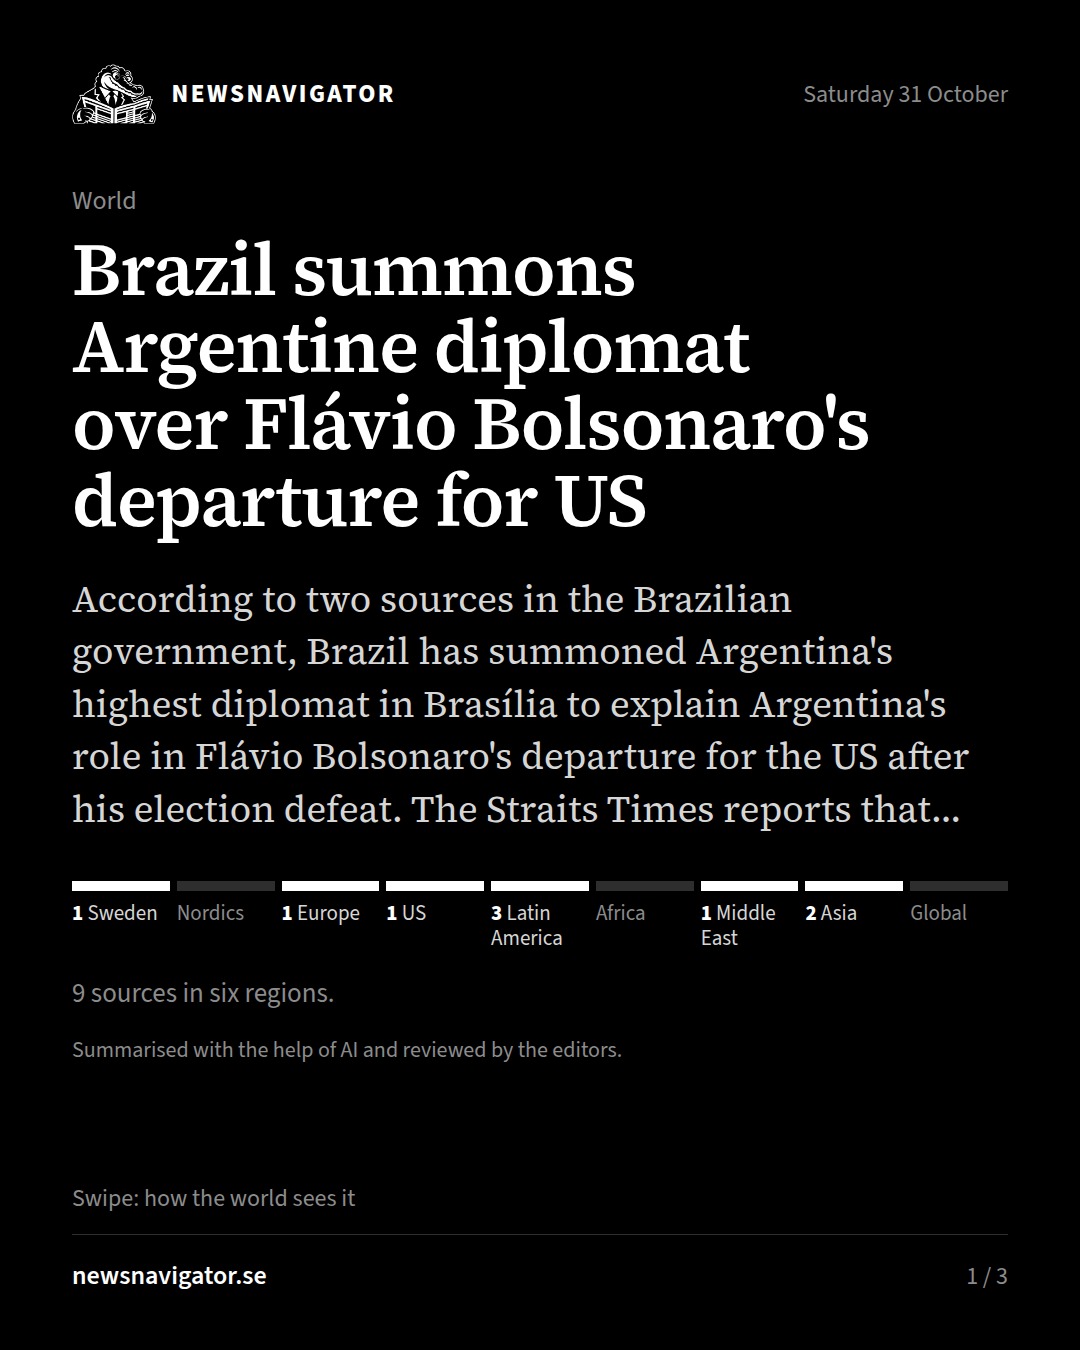 NEWSNAVIGATOR
Saturday 31 October
World
Brazil summons
Argentine diplomat
over Flávio Bolsonaro's
departure for US
According to two sources in the Brazilian
government, Brazil has summoned Argentina's
highest diplomat in Brasília to explain Argentina's
role in Flávio Bolsonaro's departure for the US after
his election defeat. The Straits Times reports that...
1 Sweden
Nordics
1 Europe
1 US
3 Latin
America
Africa
1 Middle
East
2 Asia
Global
9 sources in six regions.
Summarised with the help of AI and reviewed by the editors.
Swipe: how the world sees it
newsnavigator.se
1 / 3